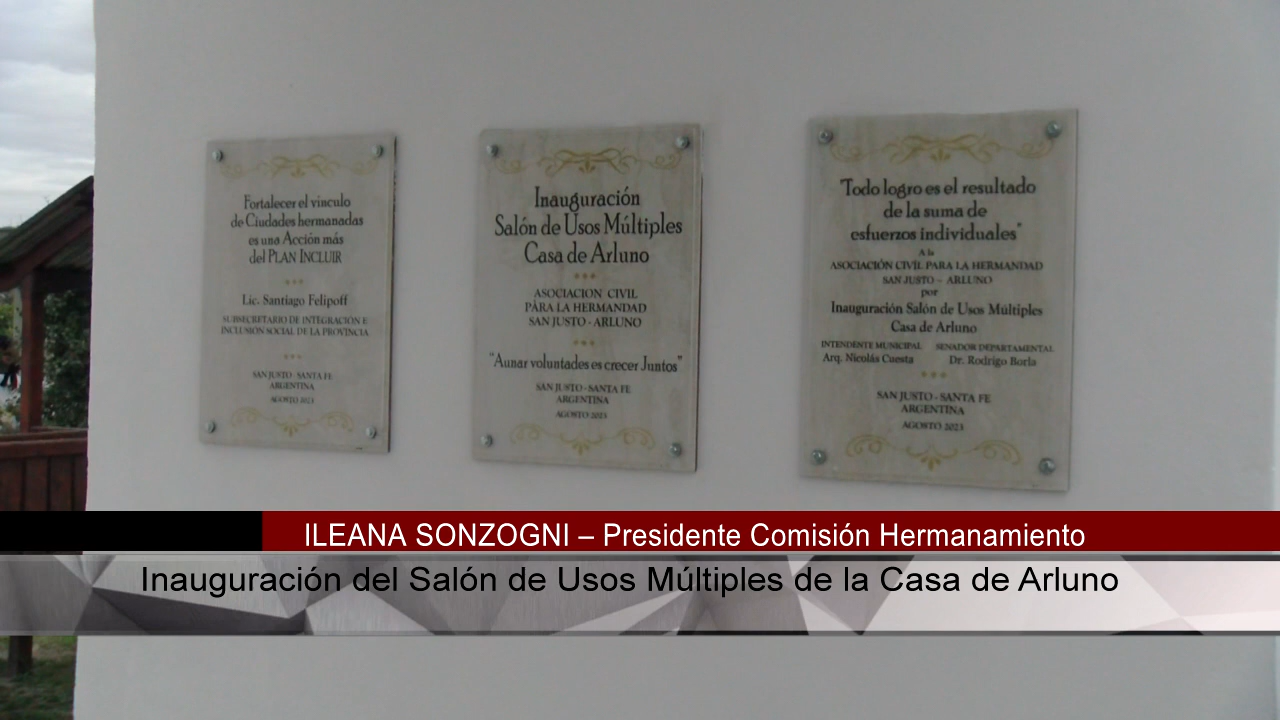 Fortalecer el vínculo
de Ciudades hermanadas
es una Acción más
del PLAN INCLUIR
Lic. Santiago Felipoff
SUBSECRETARIO DE INTEGRACIÓN E
INCLUSIÓN SOCIAL DE LA PROVINCIA
SAN JUSTO - SANTA FE
ARGENTINA
AGOSTO 2023
Inauguración
Salón de Usos Múltiples
Casa de Arluno
ASOCIACION CIVIL
PARA LA HERMANDAD
SAN JUSTO - ARLUNO
"Aunar voluntades es crecer Juntos"
SAN JUSTO - SANTA FE
ARGENTINA
AGOSTO 2023
"Todo logro es el resultado
de la suma de
esfuerzos individuales"
A la
ASOCIACIÓN CIVIL PARA LA HERMANDAD
SAN JUSTO - ARLUNO
por
Inauguración Salón de Usos Múltiples
Casa de Arluno
INTENDENTE MUNICIPAL SENADOR DEPARTAMENTAL
Arq. Nicolás Cuesta Dr. Rodrigo Borla
SAN JUSTO - SANTA FE
ARGENTINA
AGOSTO 2023
ILEANA SONZOGNI – Presidente Comisión Hermanamiento
Inauguración del Salón de Usos Múltiples de la Casa de Arluno